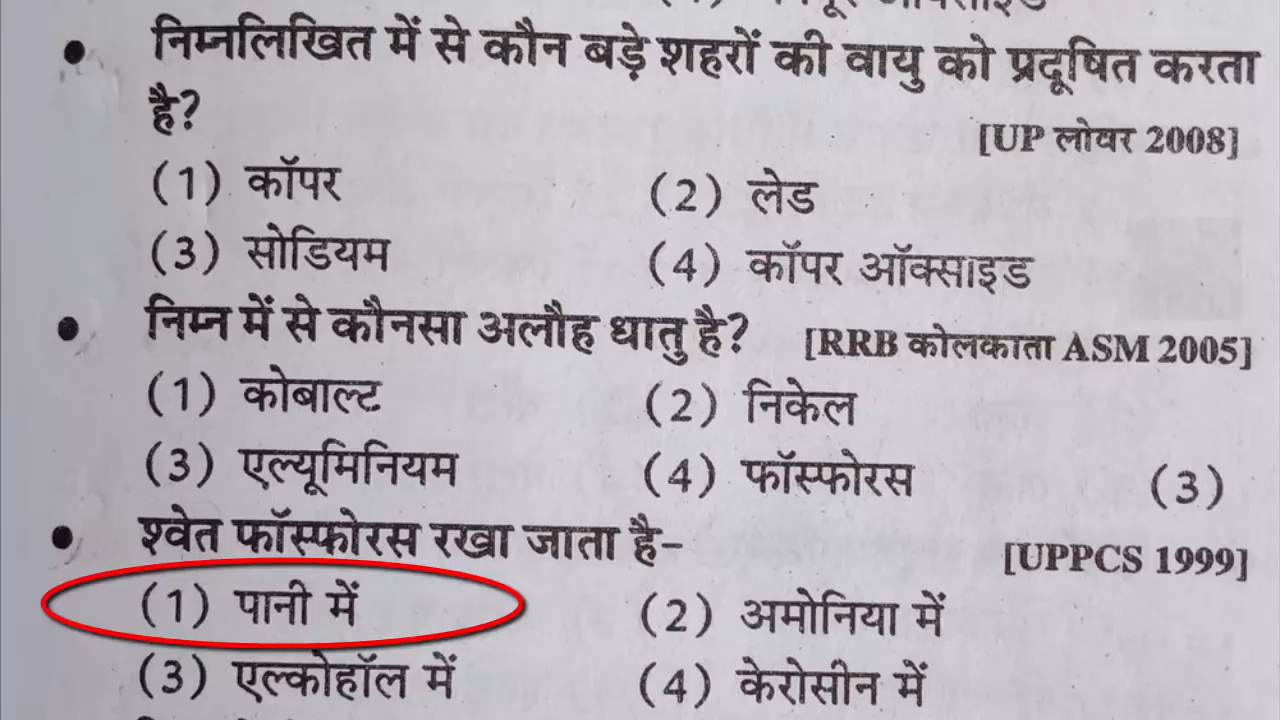 निम्नलिखित में से कौन बड़े शहरों की वायु को प्रदूषित करता
है?
[UP लोवर 2008]
(1) कॉपर (2) लेड
(3) सोडियम (4) कॉपर ऑक्साइड
निम्न में से कौनसा अलौह धातु है? [RRB कोलकाता ASM 2005]
(1) कोबाल्ट (2) निकेल
(3) एल्यूमिनियम (4) फॉस्फोरस (3)
श्वेत फॉस्फोरस रखा जाता है– [UPPCS 1999]
(1) पानी में (2) अमोनिया में
(3) एल्कोहॉल में (4) केरोसीन में